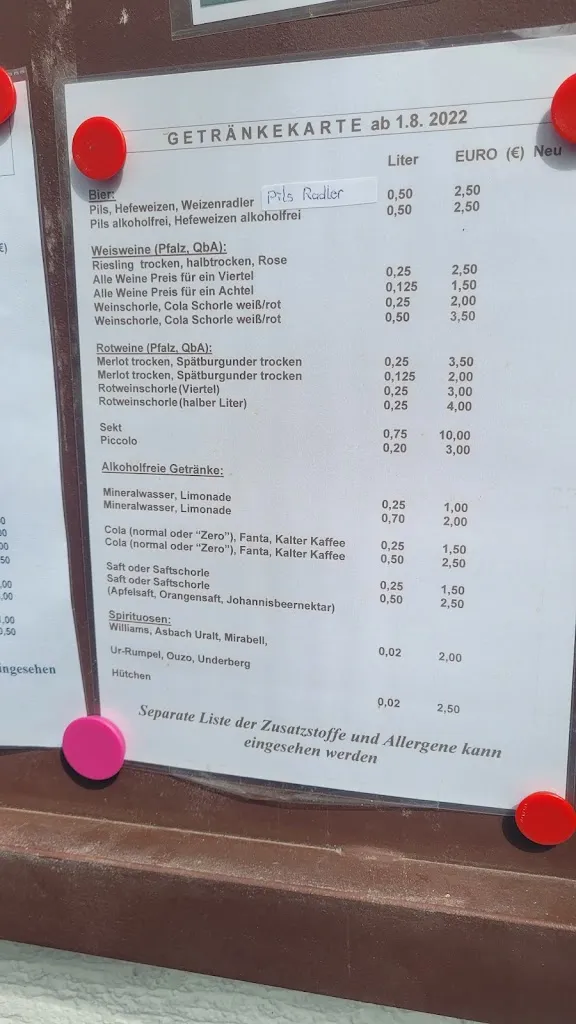 GETRÄNKEKARTE ab 1.8. 2022
Liter EURO (€) Neu
Bier:
Pils, Hefeweizen, Weizenradler Pils Radler 0,50 2,50
Pils alkoholfrei, Hefeweizen alkoholfrei 0,50 2,50
Weisweine (Pfalz, QbA):
Riesling trocken, halbtrocken, Rose
Alle Weine Preis für ein Viertel 0,25 2,50
Alle Weine Preis für ein Achtel 0,125 1,50
Weinschorle, Cola Schorle weiß/rot 0,25 2,00
Weinschorle, Cola Schorle weiß/rot 0,50 3,50
Rotweine (Pfalz, QbA):
Merlot trocken, Spätburgunder trocken 0,25 3,50
Merlot trocken, Spätburgunder trocken 0,125 2,00
Rotweinschorle (Viertel) 0,25 3,00
Rotweinschorle (halber Liter) 0,25 4,00
Sekt 0,75 10,00
Piccolo 0,20 3,00
Alkoholfreie Getränke:
Mineralwasser, Limonade 0,25 1,00
Mineralwasser, Limonade 0,70 2,00
Cola (normal oder “Zero”), Fanta, Kalter Kaffee 0,25 1,50
Cola (normal oder “Zero”), Fanta, Kalter Kaffee 0,50 2,50
Saft oder Saftschorle 0,25 1,50
Saft oder Saftschorle 0,50 2,50
(Apfelsaft, Orangensaft, Johannisbeernektar)
Spirituosen:
Williams, Asbach Uralt, Mirabell,
Ur-Rumpel, Ouzo, Underberg 0,02 2,00
Hütchen 0,02 2,50
Separate Liste der Zusatzstoffe und Allergene kann
eingesehen werden